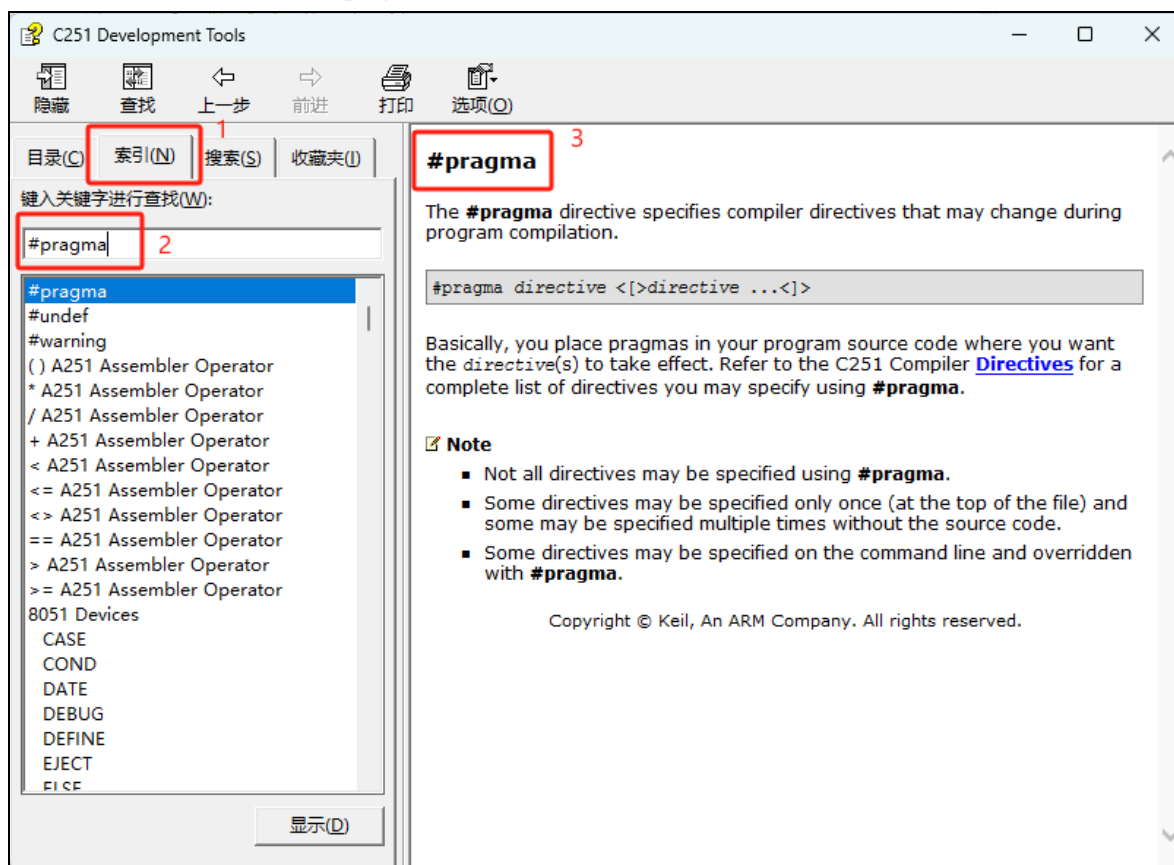 C251 Development Tools
隐藏 查找 上一步 前进 打印 选项(O)
1
目录(C) 索引(N) 搜索(S) 收藏夹(I)
键入关键字进行查找(W):
#pragma 2
#pragma
#undef
#warning
( ) A251 Assembler Operator
* A251 Assembler Operator
/ A251 Assembler Operator
+ A251 Assembler Operator
< A251 Assembler Operator
<= A251 Assembler Operator
<> A251 Assembler Operator
== A251 Assembler Operator
> A251 Assembler Operator
>= A251 Assembler Operator
8051 Devices
CASE
COND
DATE
DEBUG
DEFINE
EJECT
ELSE
显示(D)
#pragma 3
The #pragma directive specifies compiler directives that may change during
program compilation.
#pragma directive <[>directive ...<]>
Basically, you place pragmas in your program source code where you want
the directive(s) to take effect. Refer to the C251 Compiler Directives for a
complete list of directives you may specify using #pragma.
Note
▪ Not all directives may be specified using #pragma.
▪ Some directives may be specified only once (at the top of the file) and
some may be specified multiple times without the source code.
▪ Some directives may be specified on the command line and overridden
with #pragma.
Copyright © Keil, An ARM Company. All rights reserved.